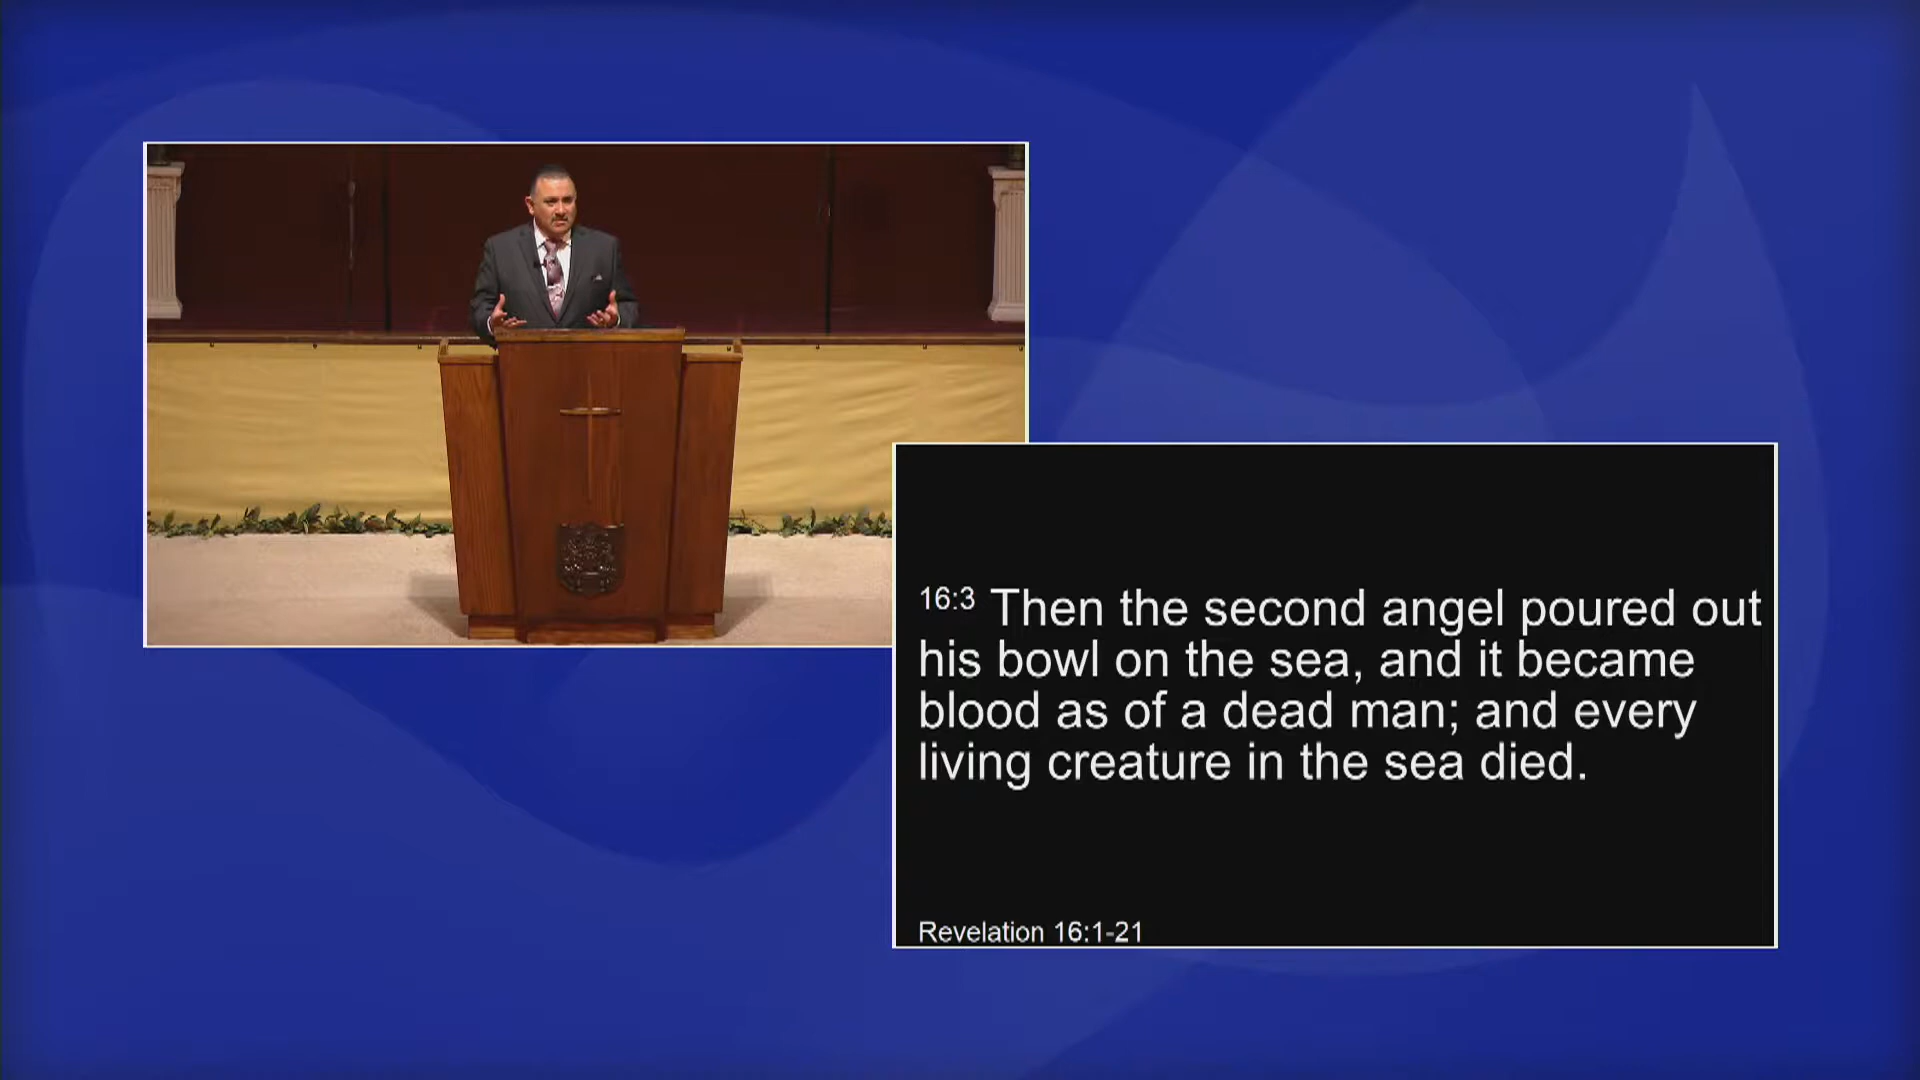 16:3 Then the second angel poured out
his bowl on the sea, and it became
blood as of a dead man; and every
living creature in the sea died.
Revelation 16:1-21